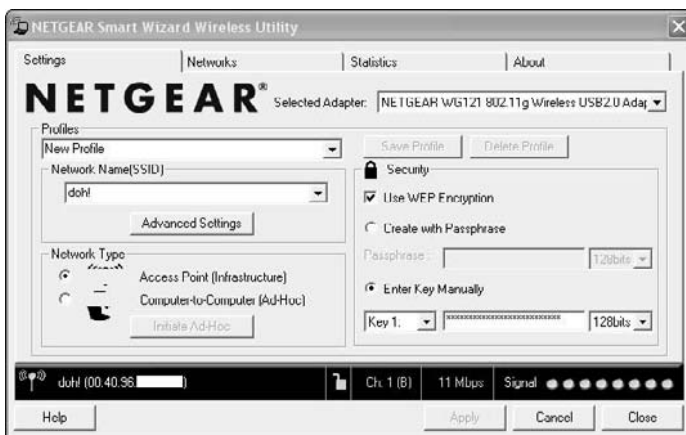 NETGEAR Smart Wizard Wireless Utility
Settings Networks Statistics About
NETGEAR® Selected Adapter: NETGEAR WG121 802.11g Wireless USB2.0 Adap
Profiles
New Profile Save Profile Delete Profile
Network Name(SSID) Security
doh! Use WEP Encryption
Advanced Settings Create with Passphrase
Network Type Passphrase : 128bits
Access Point (Infrastructure)
Computer-to-Computer (Ad-Hoc) Enter Key Manually
Initiate Ad-Hoc Key 1. ************************** 128bits
doh! (00.40.96. ) Ch. 1 (B) 11 Mbps Signal
Help Apply Cancel Close